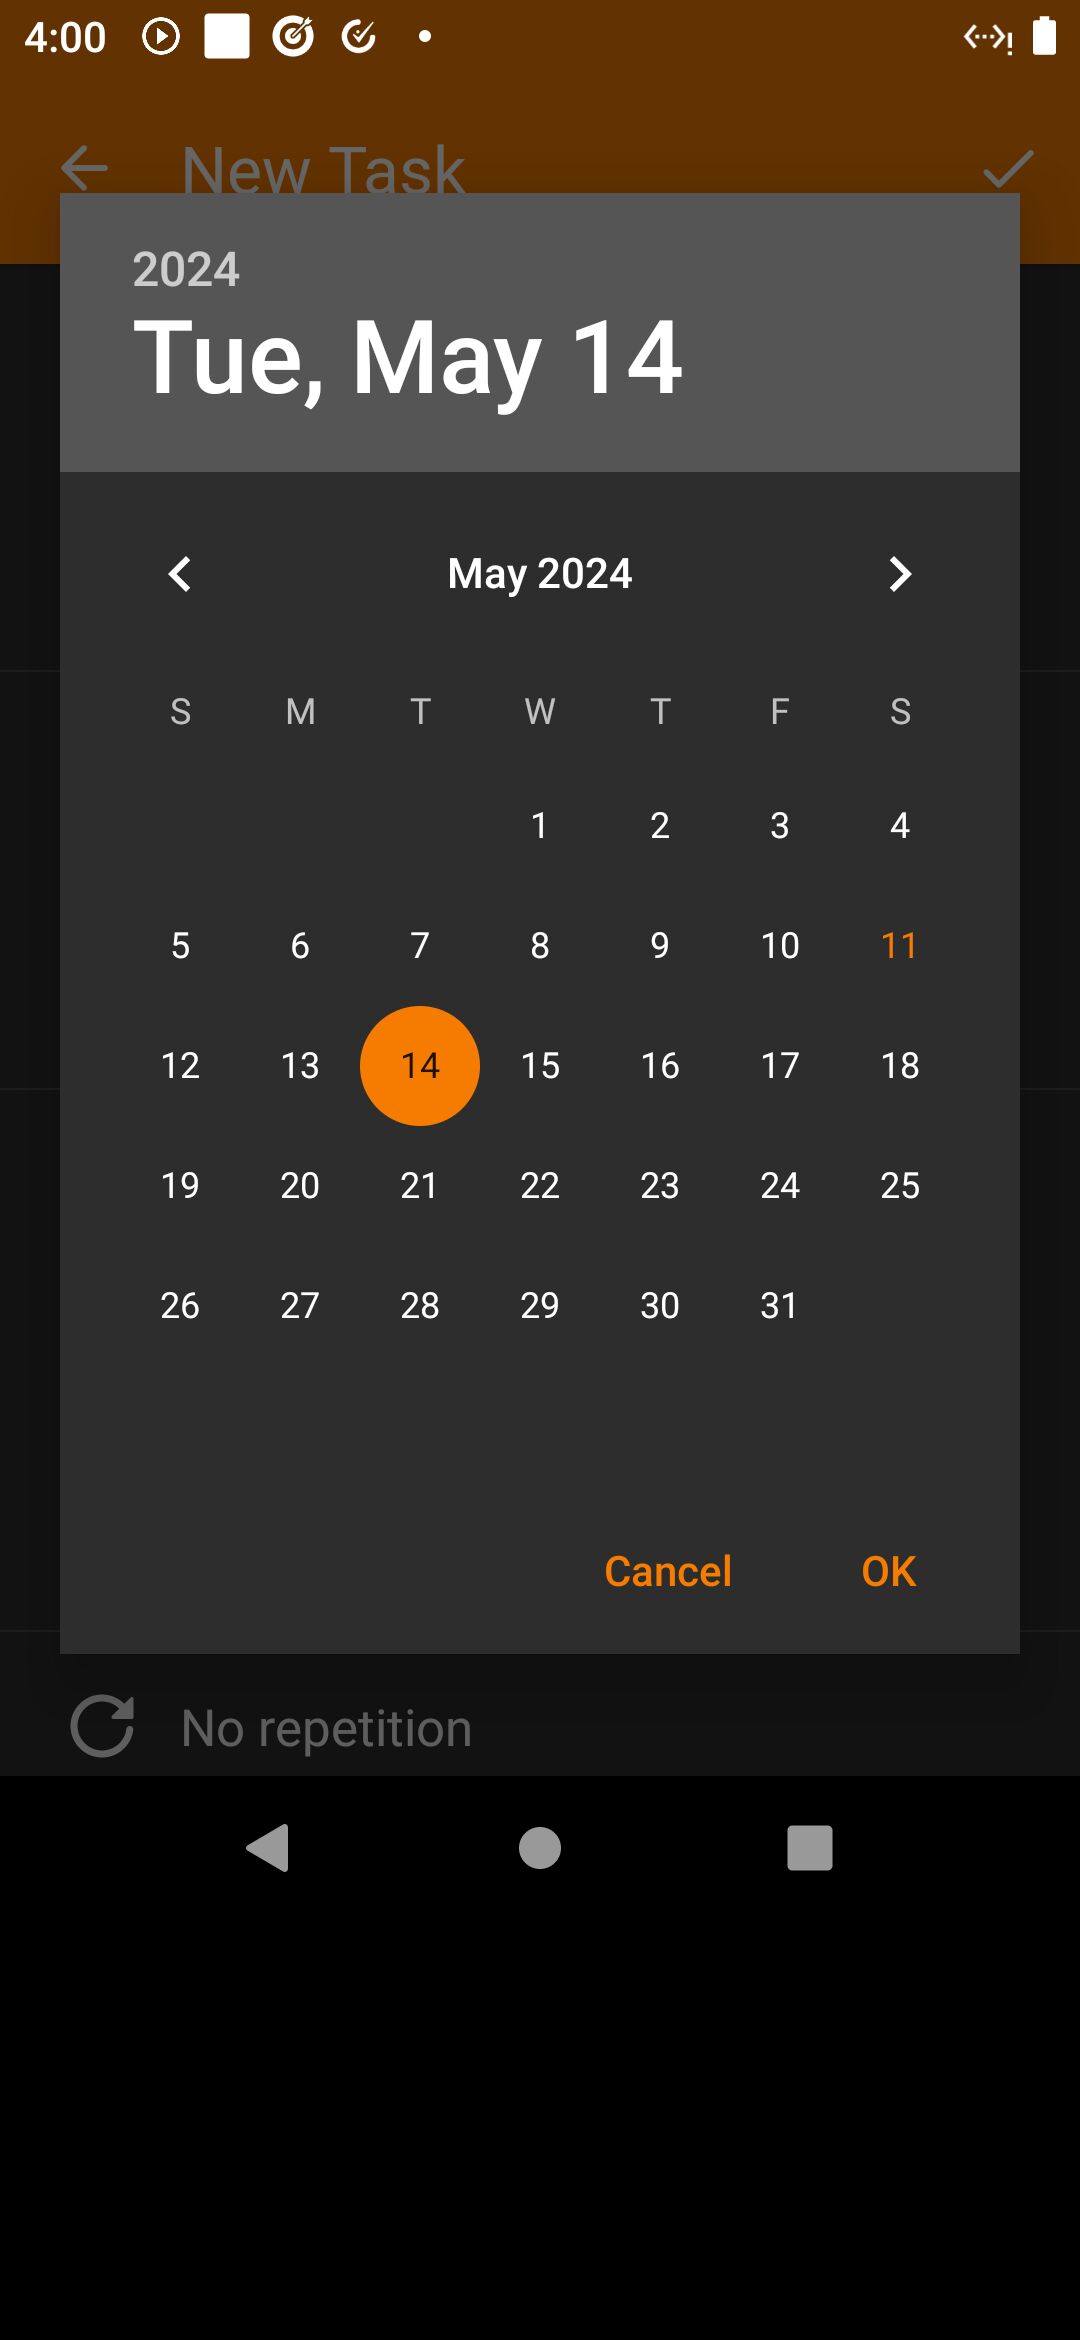 4:00
New Task
2024
Tue, May 14
May 2024
S M T W T F S
1 2 3 4
5 6 7 8 9 10 11
12 13 14 15 16 17 18
19 20 21 22 23 24 25
26 27 28 29 30 31
Cancel OK
No repetition